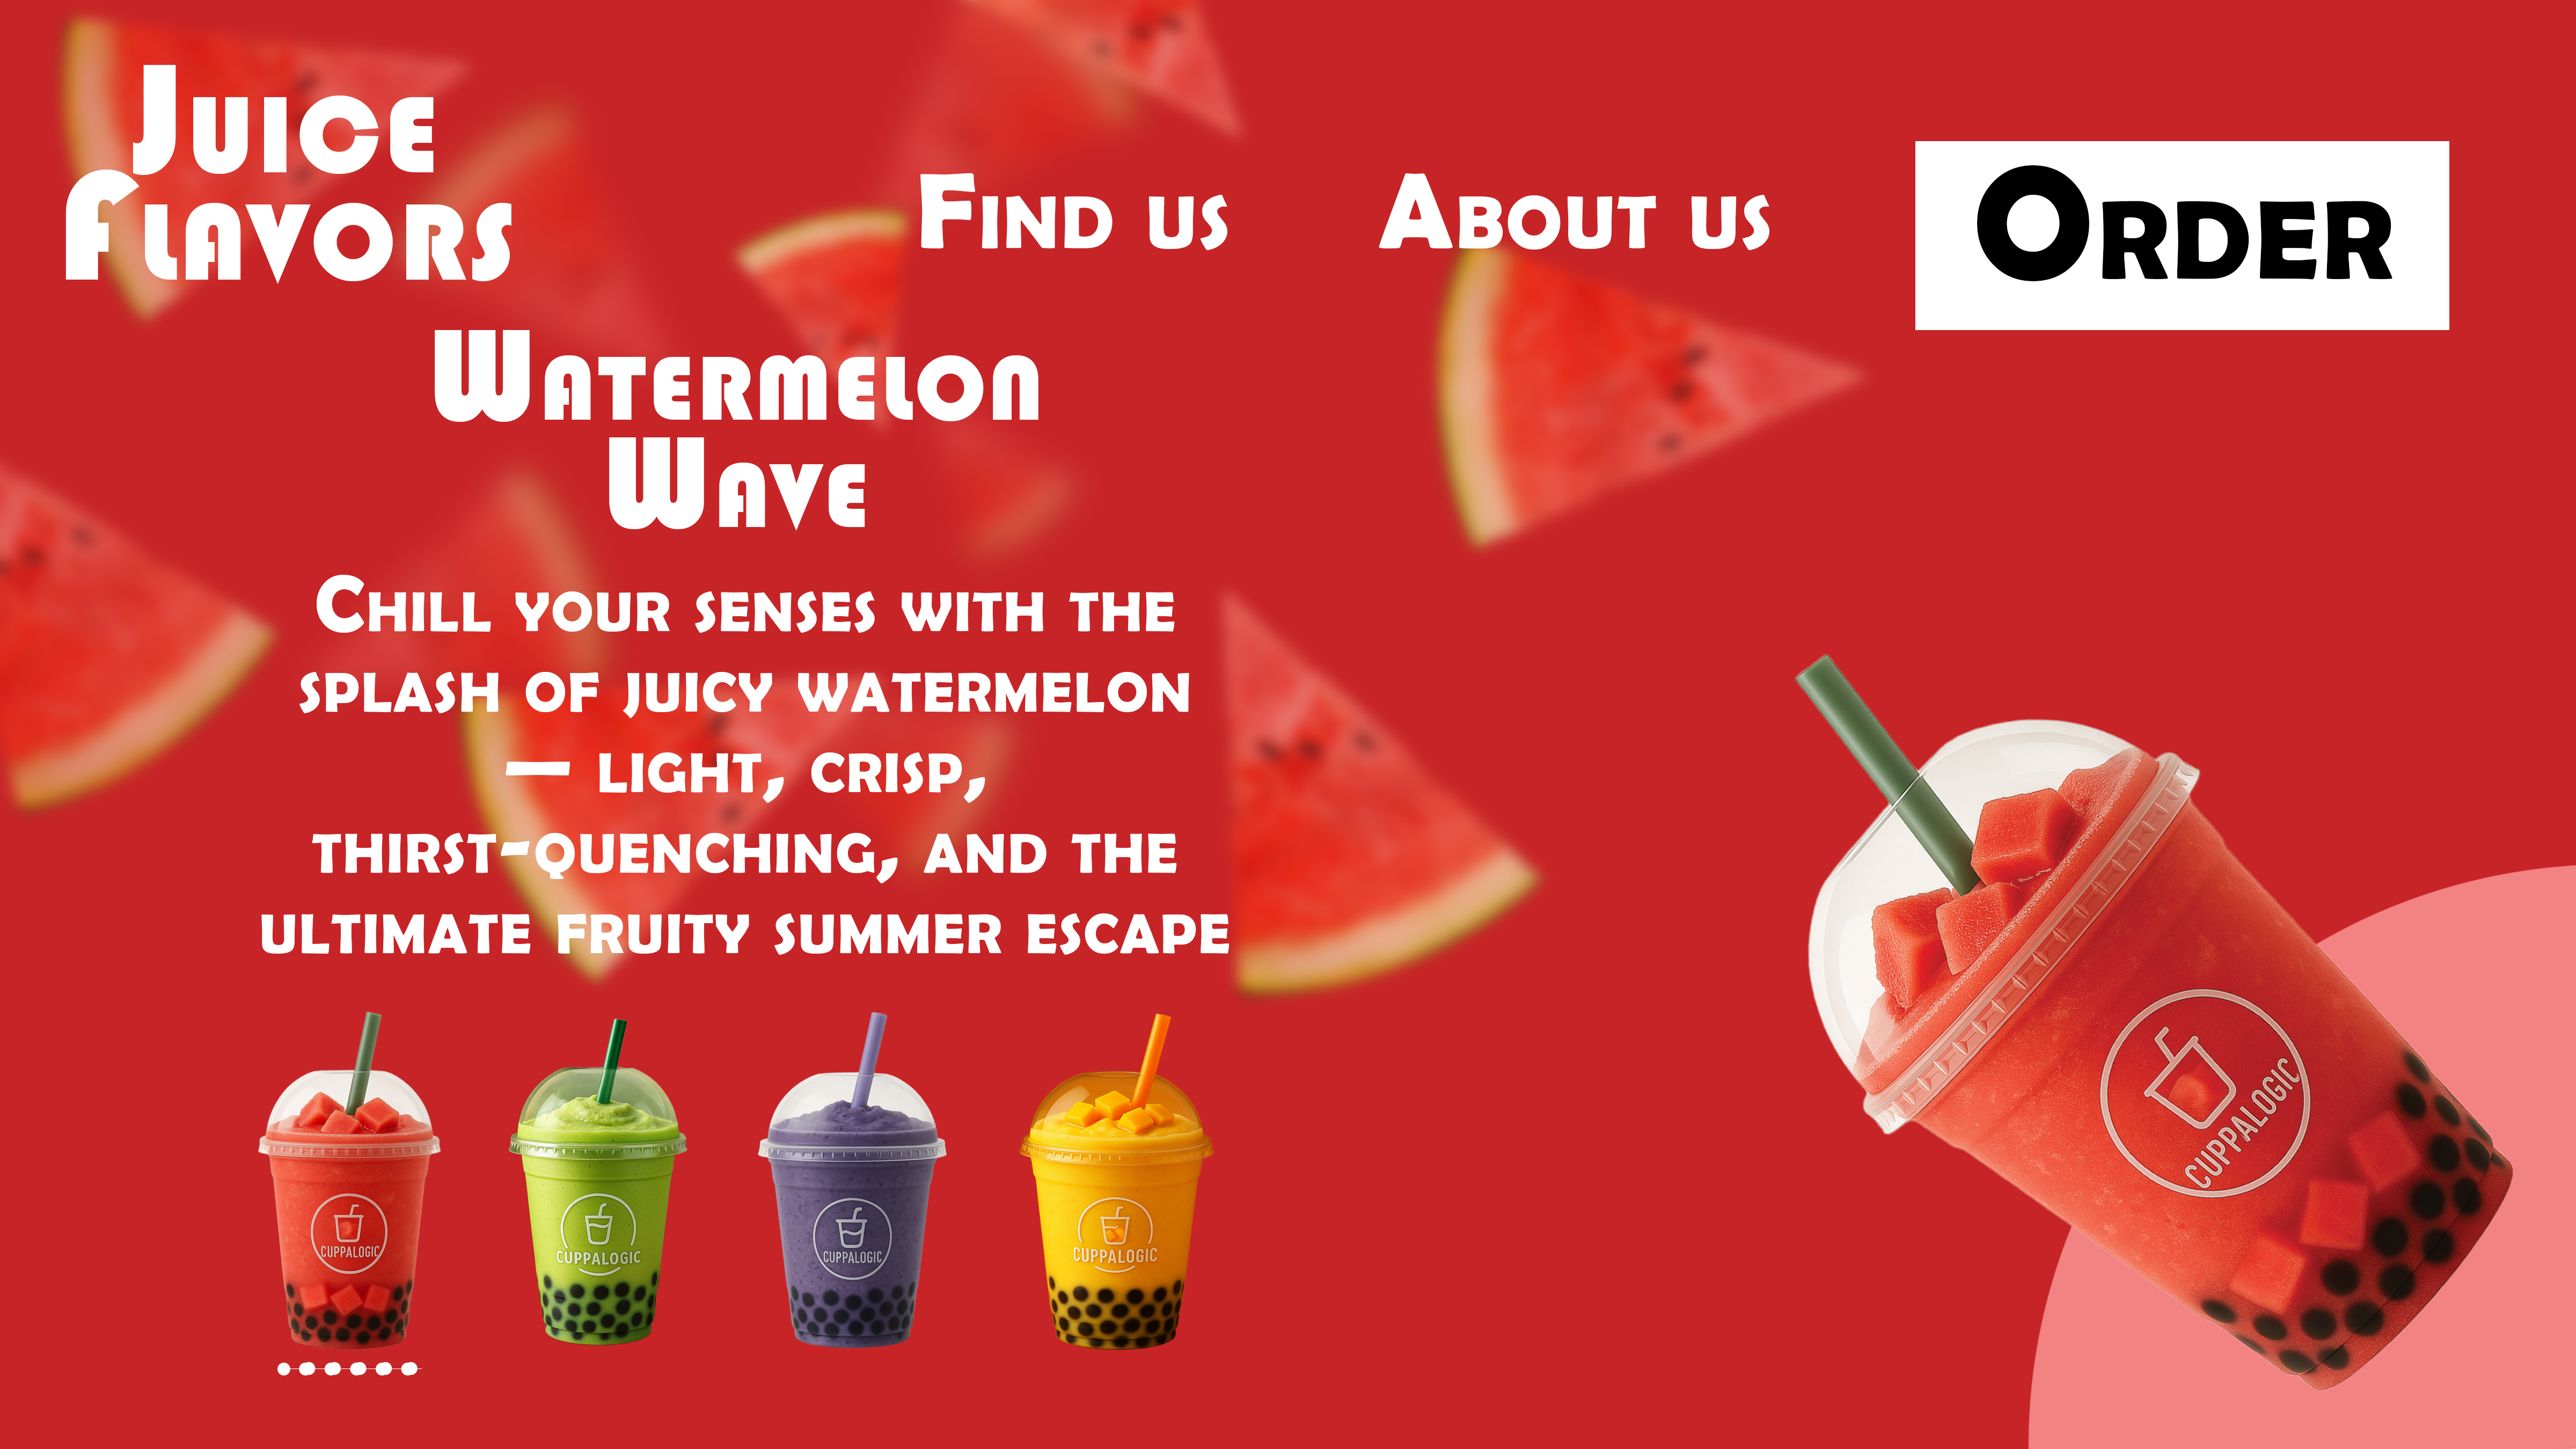 Juice
Flavors
Find us
About us
Order
Watermelon
Wave
Chill your senses with the
splash of juicy watermelon
— light, crisp,
thirst-quenching, and the
ultimate fruity summer escape
CUPPALOGIC
CUPPALOGIC
CUPPALOGIC
CUPPALOGIC
CUPPALOGIC